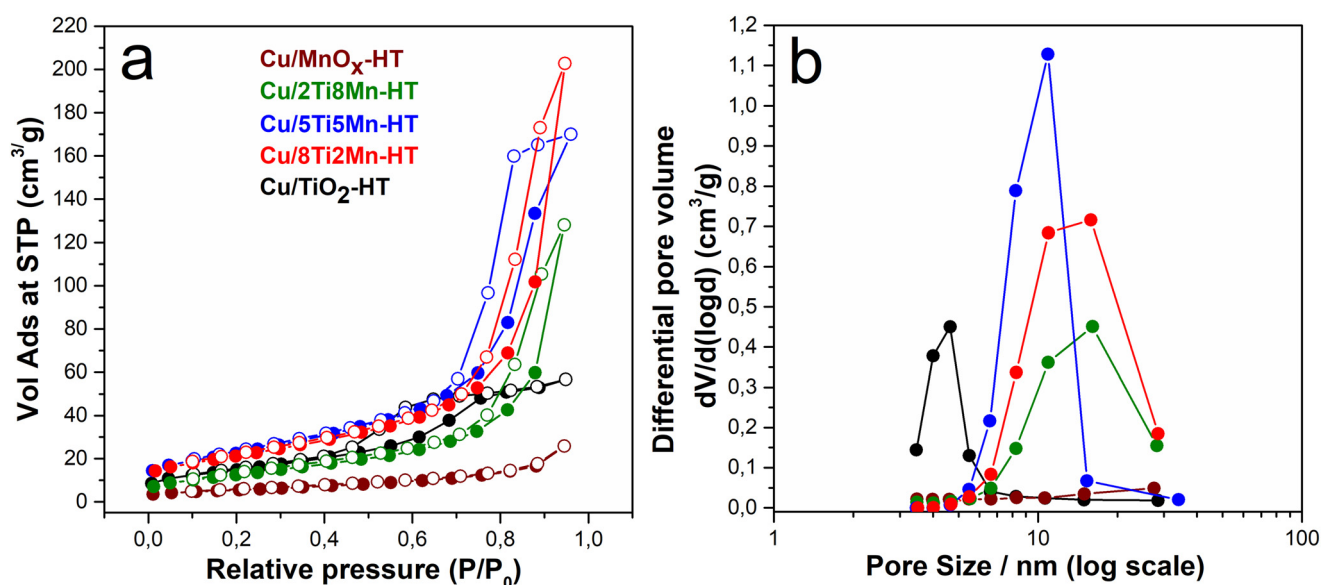 a
Cu/MnOx-HT
Cu/2Ti8Mn-HT
Cu/5Ti5Mn-HT
Cu/8Ti2Mn-HT
Cu/TiO2-HT
Vol Ads at STP (cm3/g)
220
200
180
160
140
120
100
80
60
40
20
0
0,0 0,2 0,4 0,6 0,8 1,0
Relative pressure (P/P0)
b
Differential pore volume
dV/d(logd) (cm3/g)
1,2
1,1
1,0
0,9
0,8
0,7
0,6
0,5
0,4
0,3
0,2
0,1
0,0
1 10 100
Pore Size / nm (log scale)